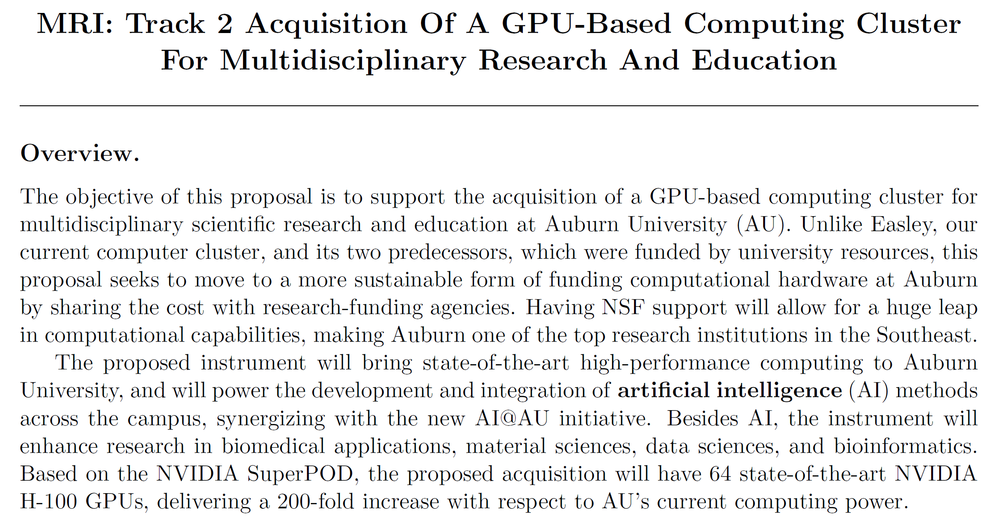 MRI: Track 2 Acquisition Of A GPU-Based Computing Cluster
For Multidisciplinary Research And Education
Overview.
The objective of this proposal is to support the acquisition of a GPU-based computing cluster for
multidisciplinary scientific research and education at Auburn University (AU). Unlike Easley, our
current computer cluster, and its two predecessors, which were funded by university resources, this
proposal seeks to move to a more sustainable form of funding computational hardware at Auburn
by sharing the cost with research-funding agencies. Having NSF support will allow for a huge leap
in computational capabilities, making Auburn one of the top research institutions in the Southeast.
The proposed instrument will bring state-of-the-art high-performance computing to Auburn
University, and will power the development and integration of artificial intelligence (AI) methods
across the campus, synergizing with the new AI@AU initiative. Besides AI, the instrument will
enhance research in biomedical applications, material sciences, data sciences, and bioinformatics.
Based on the NVIDIA SuperPOD, the proposed acquisition will have 64 state-of-the-art NVIDIA
H-100 GPUs, delivering a 200-fold increase with respect to AU's current computing power.